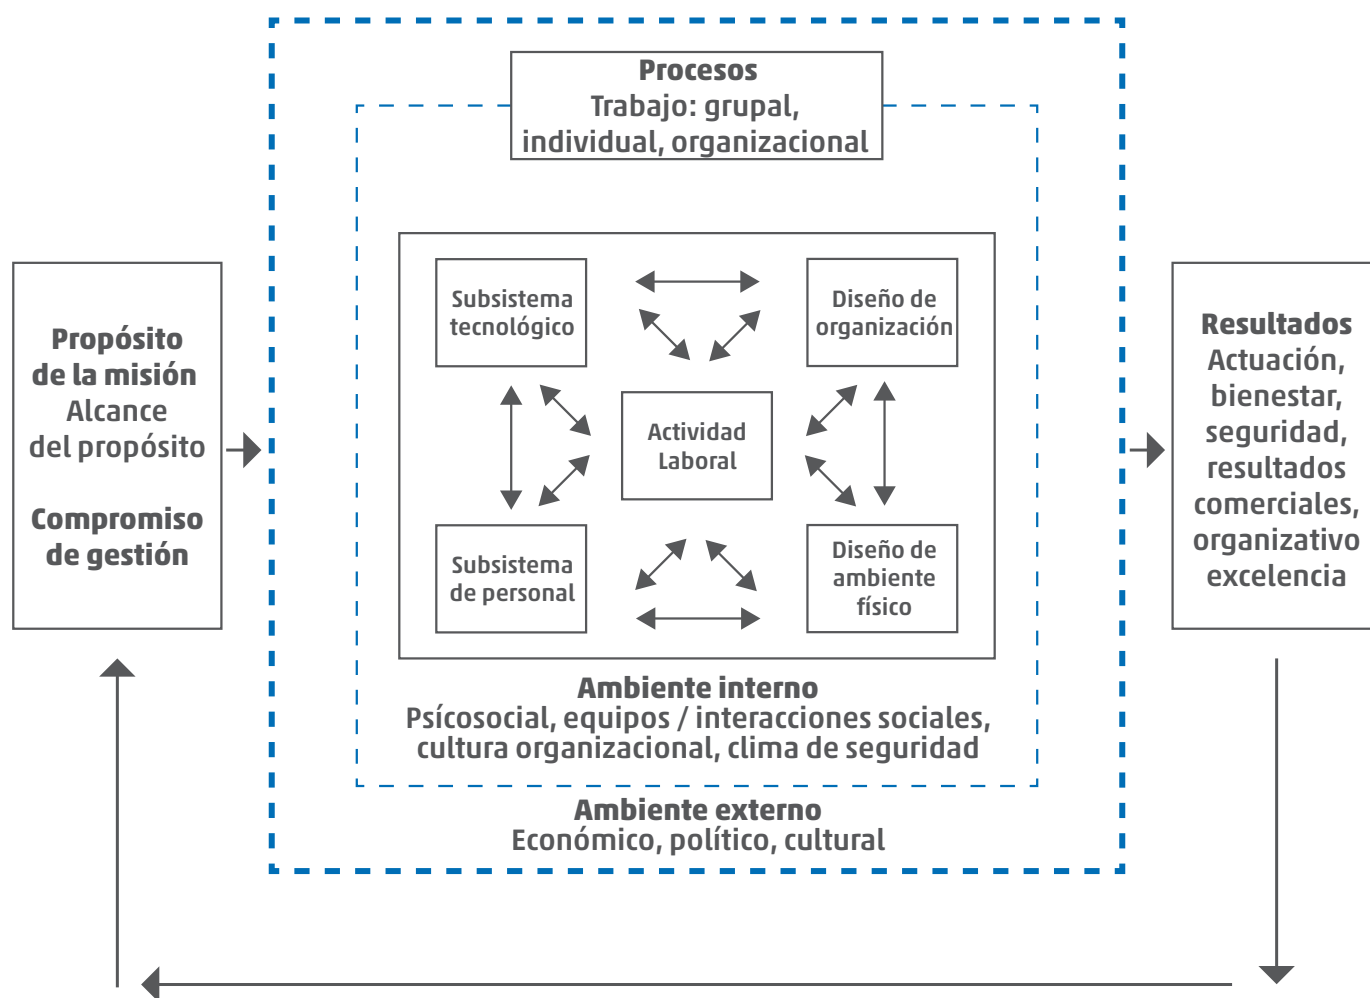 Procesos
Trabajo: grupal,
individual, organizacional
Propósito
de la misión
Alcance
del propósito
Compromiso
de gestión
Subsistema
tecnológico
Diseño de
organización
Actividad
Laboral
Subsistema
de personal
Diseño de
ambiente
físico
Ambiente interno
Psícosocial, equipos / interacciones sociales,
cultura organizacional, clima de seguridad
Ambiente externo
Económico, político, cultural
Resultados
Actuación,
bienestar,
seguridad,
resultados
comerciales,
organizativo
excelencia